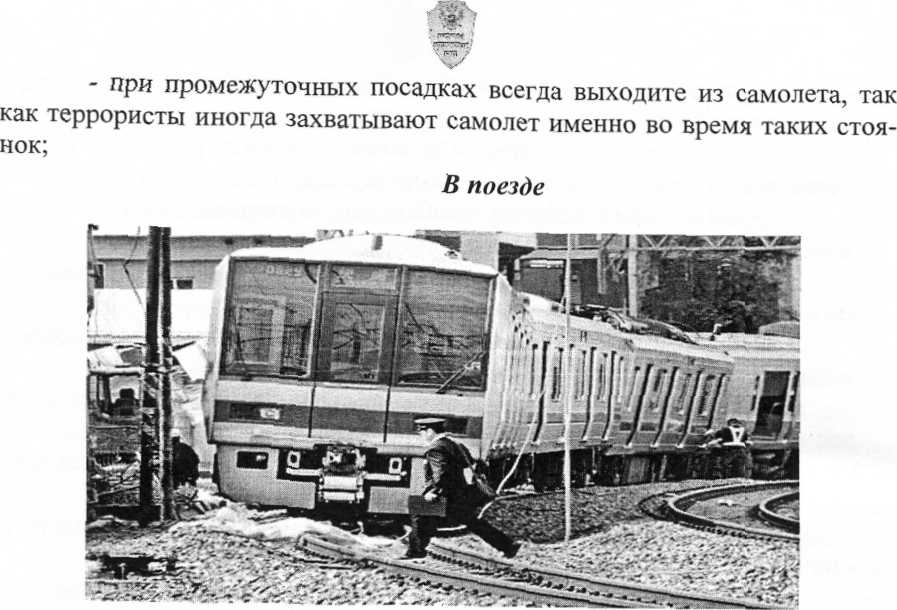 - при промежуточных посадках всегда выходите из самолета, так
как террористы иногда захватывают самолет именно во время таких стоя-
нок;
В поезде